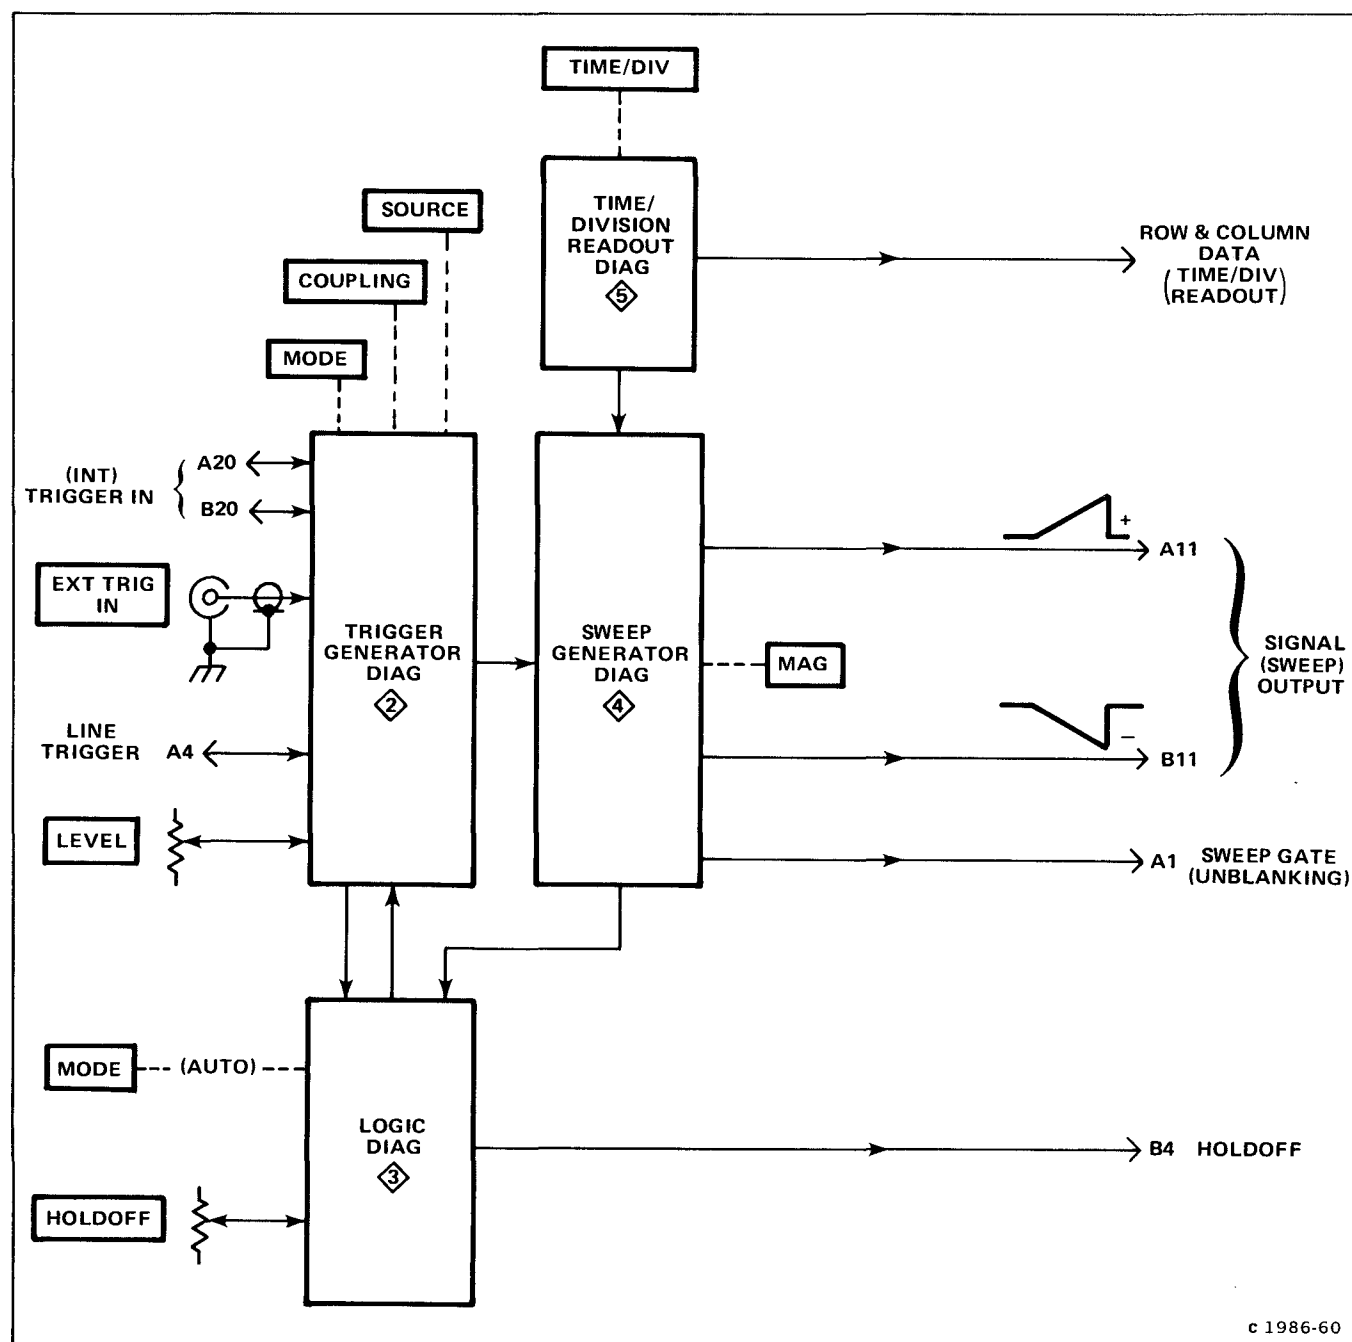 TIME/DIV
SOURCE
COUPLING
MODE
TIME/
DIVISION
READOUT
DIAG
5
ROW & COLUMN
DATA
(TIME/DIV
READOUT)
(INT)
TRIGGER IN
A20
B20
EXT TRIG
IN
LINE
TRIGGER
A4
LEVEL
TRIGGER
GENERATOR
DIAG
2
SWEEP
GENERATOR
DIAG
4
MAG
+
A11
–
B11
SIGNAL
(SWEEP)
OUTPUT
A1 SWEEP GATE
(UNBLANKING)
MODE
(AUTO)
LOGIC
DIAG
3
HOLDOFF
B4 HOLDOFF
c 1986-60